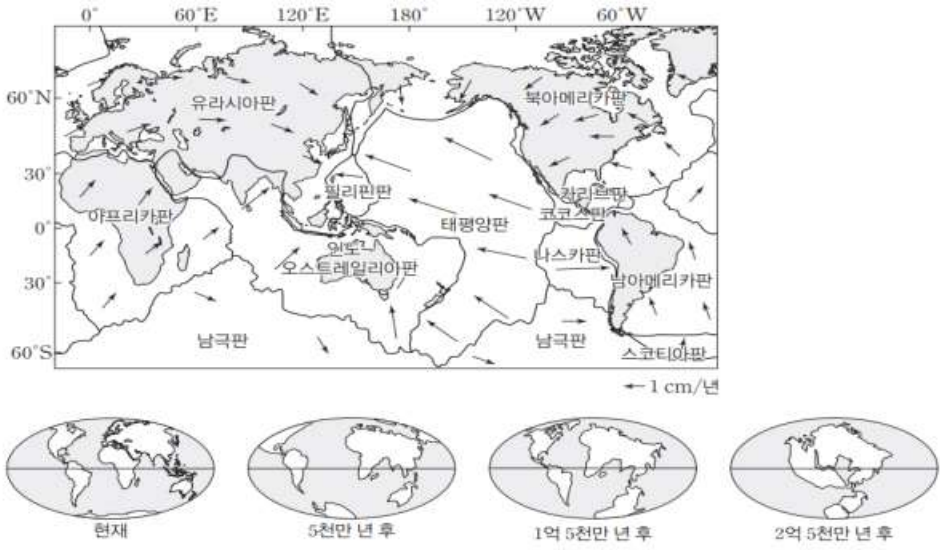 0° 60°E 120°E 180° 120°W 60°W
60°N
유라시아판
북아메리카판
30°
필리핀판
카리브판
아프리카판
코코스판
0°
태평양판
인도-
나스카판
오스트레일리아판
남아메리카판
30°
남극판
남극판
60°S
스코티아판
1 cm/년
현재
5천만 년 후
1억 5천만 년 후
2억 5천만 년 후